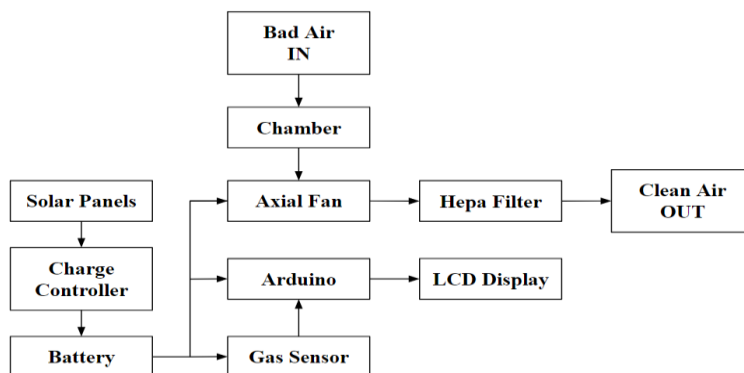 Bad Air
IN
Chamber
Solar Panels
Axial Fan
Hepa Filter
Clean Air
OUT
Charge
Controller
Arduino
LCD Display
Battery
Gas Sensor